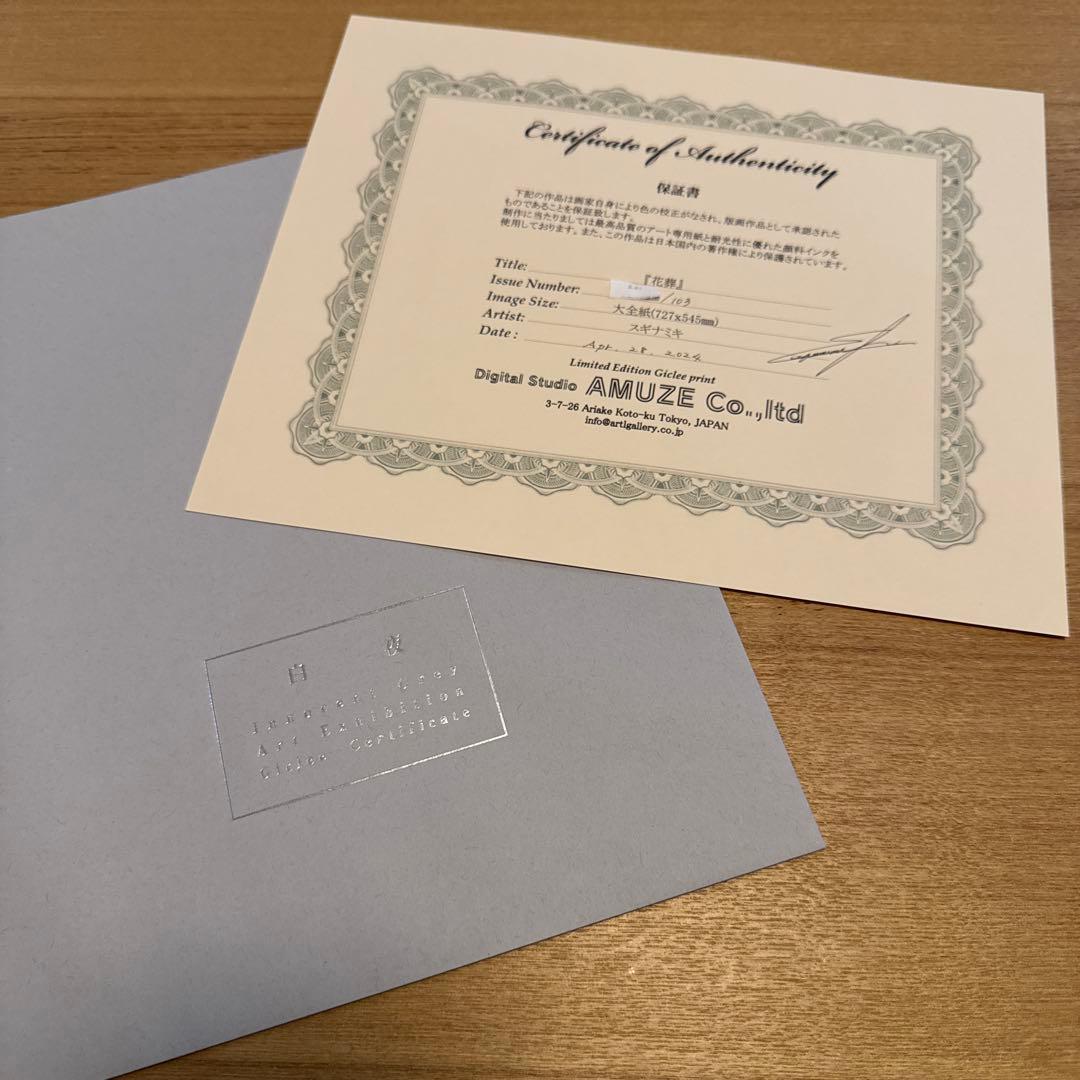 Certificate of Authenticity
保証書
下記の作品は画家自身により色の校正がなされ、版画作品として承認された
ものであることを保証致します。
制作に当たりましては最高品質のアート専用紙と耐光性に優れた顔料インクを
使用しております。また、この作品は日本国内の著作権により保護されています。
Title: 『花葬』
Issue Number: /103
Image Size: 大全紙(727x545mm)
Artist: スギナミキ
Date : Apr. 28. 2024
Limited Edition Giclee print
Digital Studio AMUZE Co.,ltd
3-7-26 Ariake Koto-ku Tokyo, JAPAN
info@art1gallery.co.jp
白 夜
Innocent Grey
Art Exhibition
Giclee Certificate